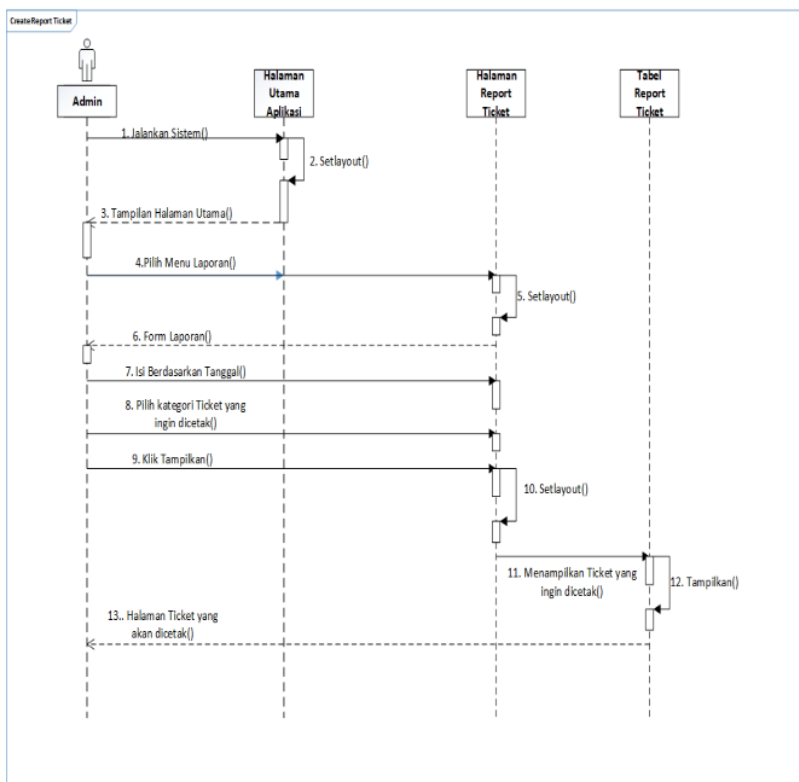 CreateReport Ticket
Admin
Halaman
Utama
Aplikasi
Halaman
Report
Ticket
Tabel
Report
Ticket
1. Jalankan Sistem()
2. Setlayout()
3. Tampilan Halaman Utama()
4.Pilih Menu Laporan()
5. Setlayout()
6. Form Laporan()
7. Isi Berdasarkan Tanggal()
8. Pilih kategori Ticket yang
ingin dicetak()
9. Klik Tampilkan()
10. Setlayout()
11. Menampilkan Ticket yang
ingin dicetak()
12. Tampilkan()
13.. Halaman Ticket yang
akan dicetak()